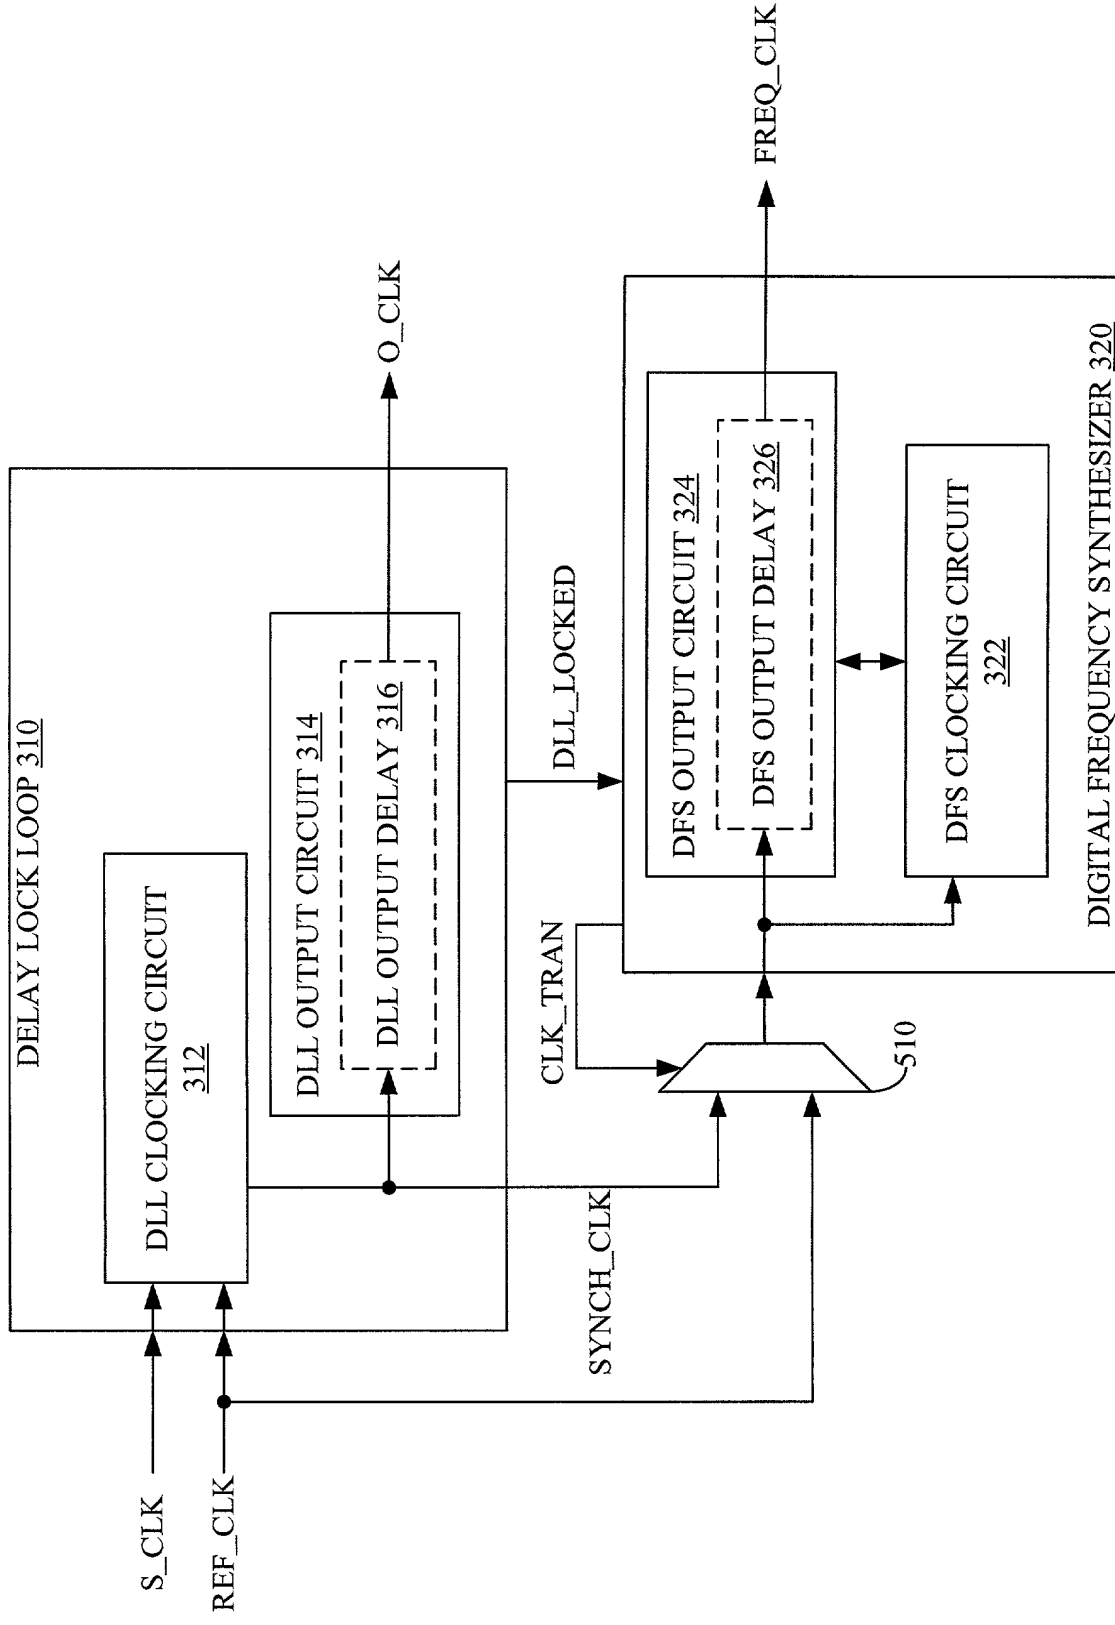 DELAY LOCK LOOP 310
S_CLK
REF_CLK
DLL CLOCKING CIRCUIT
312
DLL OUTPUT CIRCUIT 314
DLL OUTPUT DELAY 316
O_CLK
SYNCH_CLK
CLK_TRAN
DLL_LOCKED
510
DFS OUTPUT CIRCUIT 324
DFS OUTPUT DELAY 326
FREQ_CLK
DFS CLOCKING CIRCUIT
322
DIGITAL FREQUENCY SYNTHESIZER 320